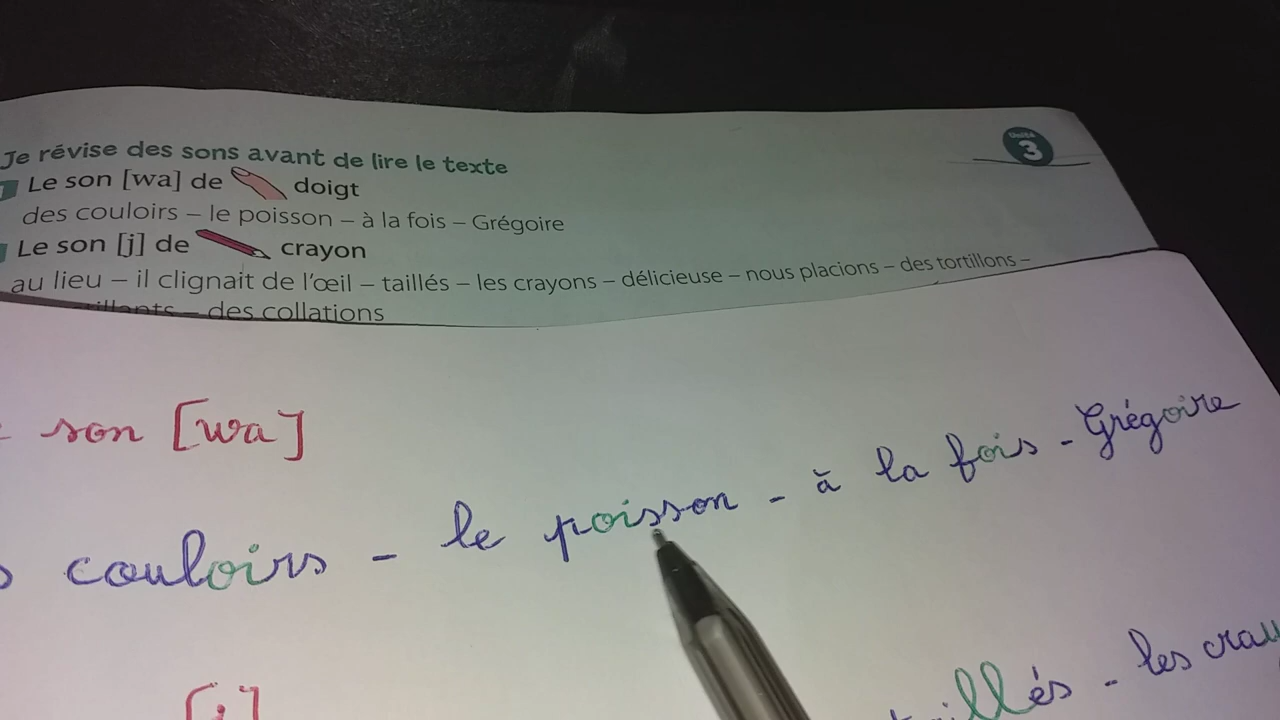 Unité
3
Je révise des sons avant de lire le texte
Le son [wa] de doigt
des couloirs – le poisson – à la fois – Grégoire
Le son [j] de crayon
au lieu – il clignait de l'œil – taillés – les crayons – délicieuse – nous placions – des tortillons –
– des collations
son [wa]
couloirs - le poisson - à la fois - Grégoire
[j]
- les